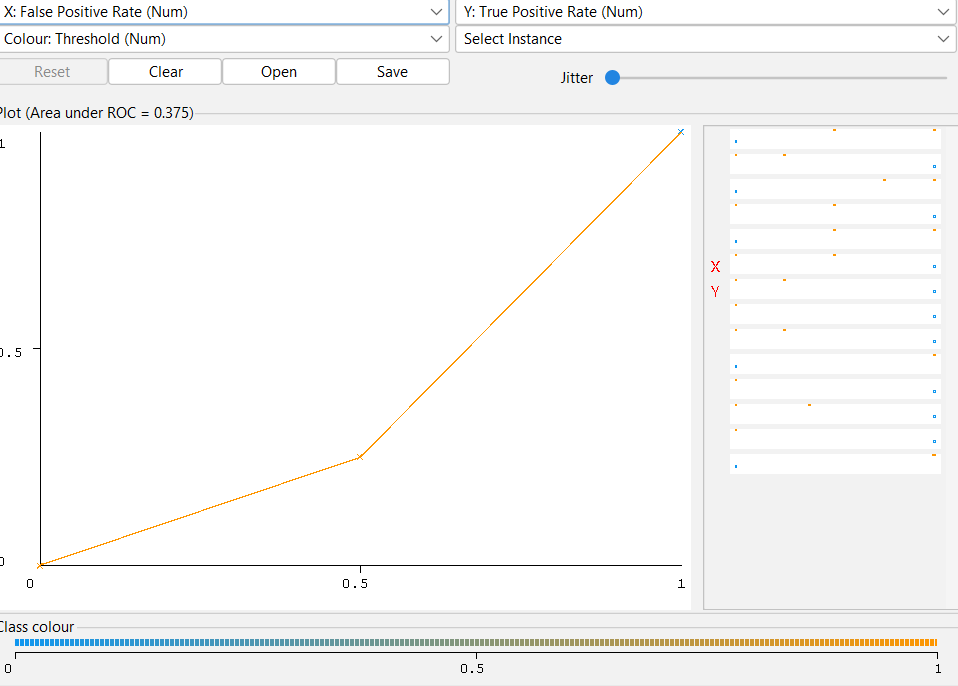 X: False Positive Rate (Num)
Y: True Positive Rate (Num)
Colour: Threshold (Num)
Select Instance
Reset
Clear
Open
Save
Jitter
Plot (Area under ROC = 0.375)
1
0.5
0
0
0.5
1
X
Y
Class colour
0
0.5
1